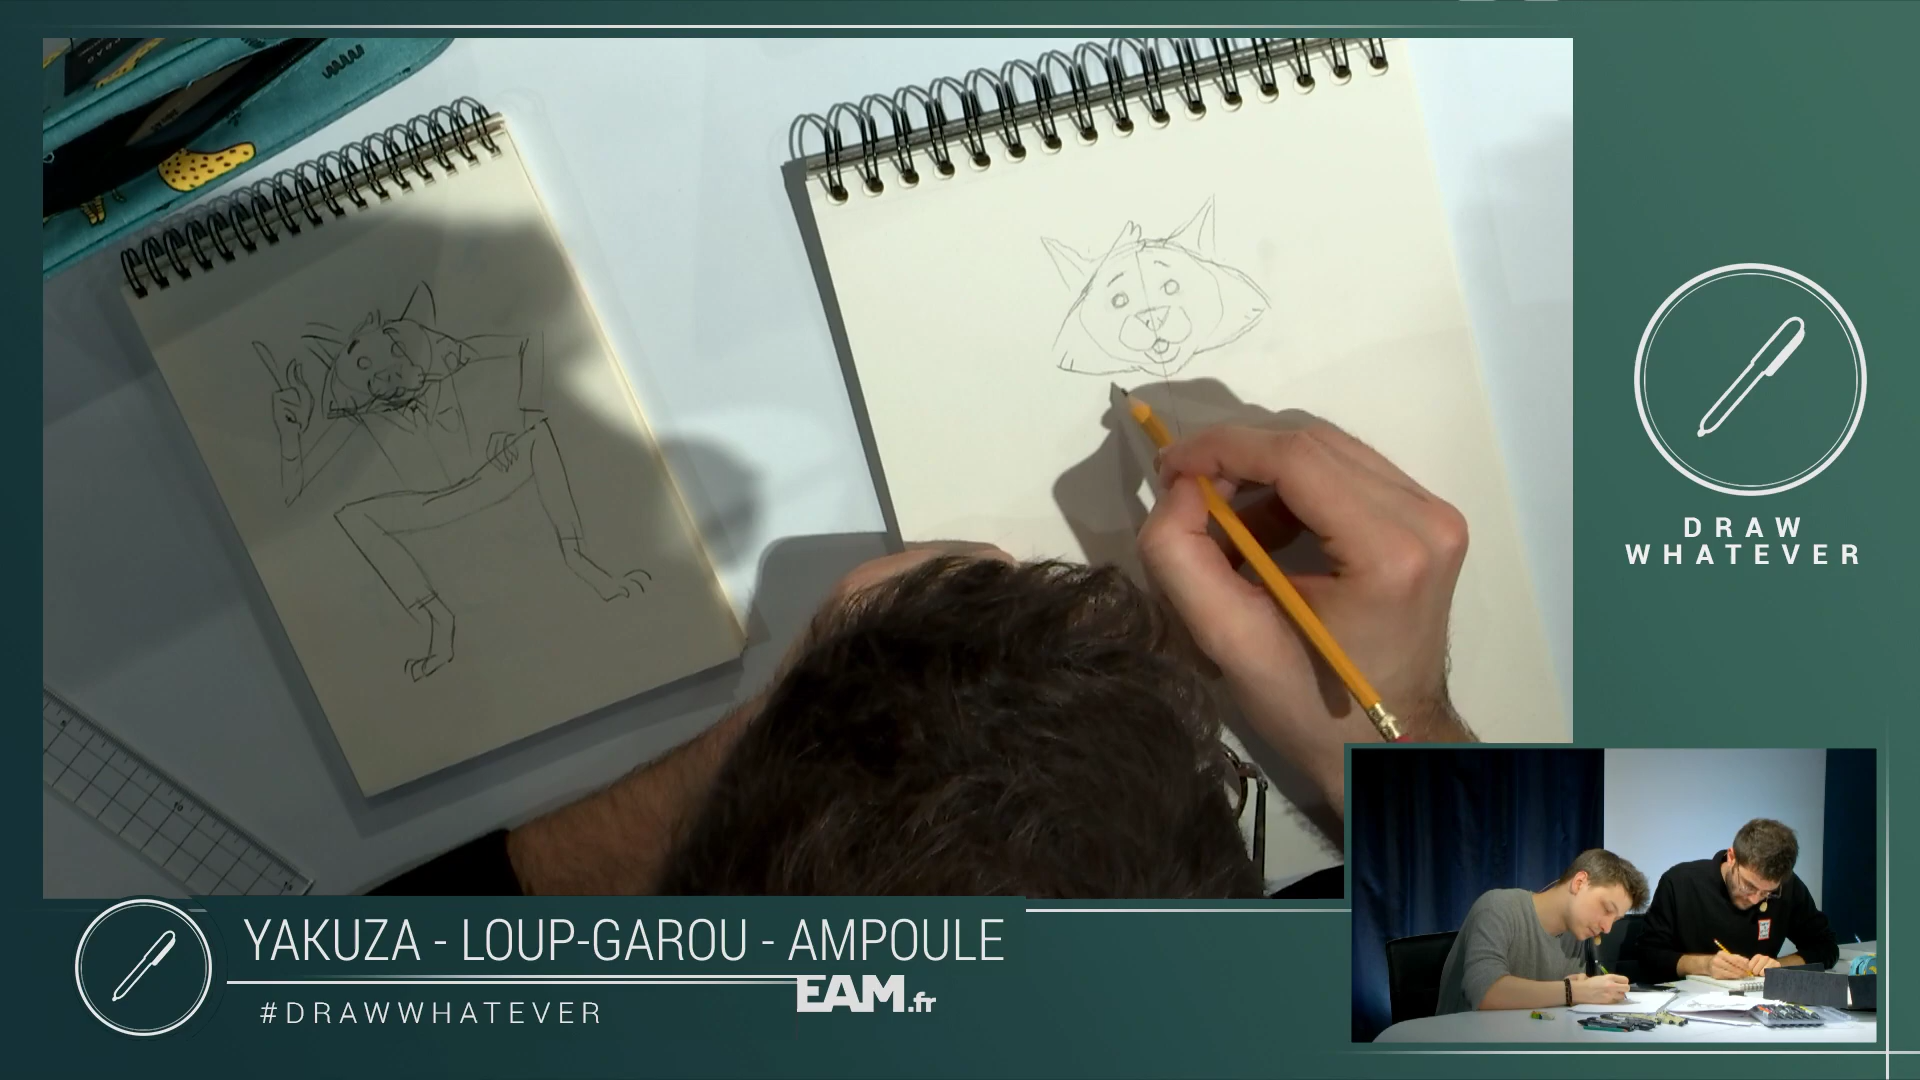 DRAW
WHATEVER
YAKUZA - LOUP-GAROU - AMPOULE
EAM.fr
#DRAWWHATEVER